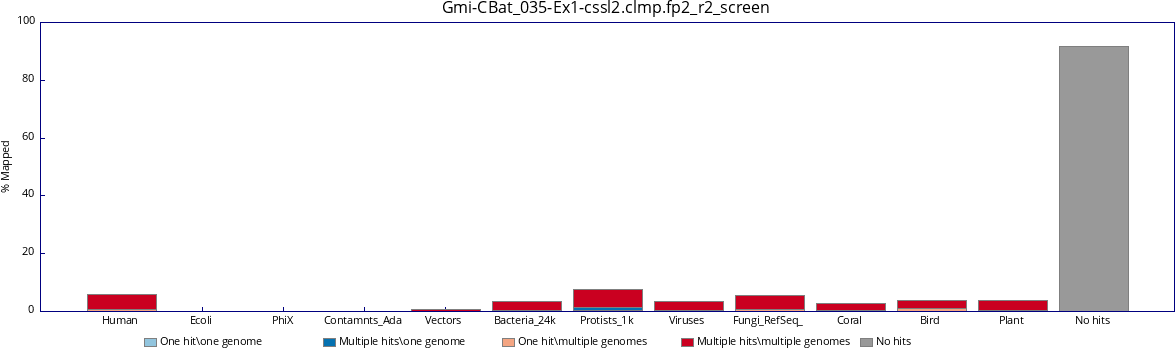 Gmi-CBat_035-Ex1-cssl2.clmp.fp2_r2_screen
100
80
60
40
20
0
% Mapped
Human Ecoli PhiX Contamnts_Ada Vectors Bacteria_24k Protists_1k Viruses Fungi_RefSeq_ Coral Bird Plant No hits
One hit\one genome Multiple hits\one genome One hit\multiple genomes Multiple hits\multiple genomes No hits